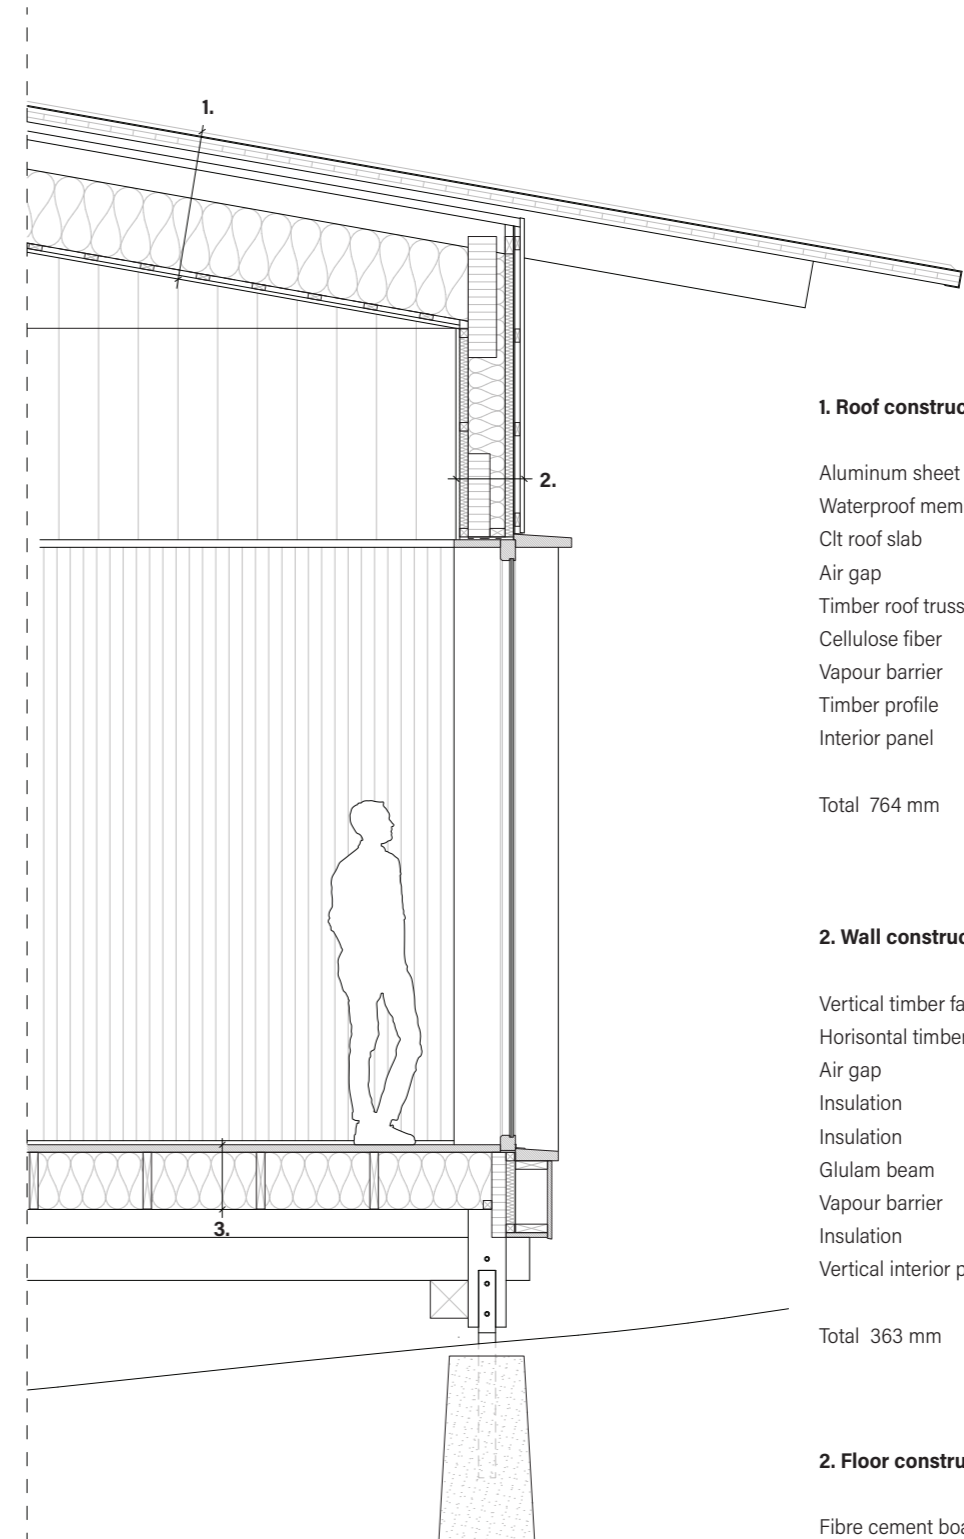 1.
2.
3.
1. Roof construc
Aluminum sheet
Waterproof mem
Clt roof slab
Air gap
Timber roof truss
Cellulose fiber
Vapour barrier
Timber profile
Interior panel
Total 764 mm
2. Wall construc
Vertical timber fa
Horisontal timber
Air gap
Insulation
Insulation
Glulam beam
Vapour barrier
Insulation
Vertical interior p
Total 363 mm
2. Floor constru
Fibre cement boa